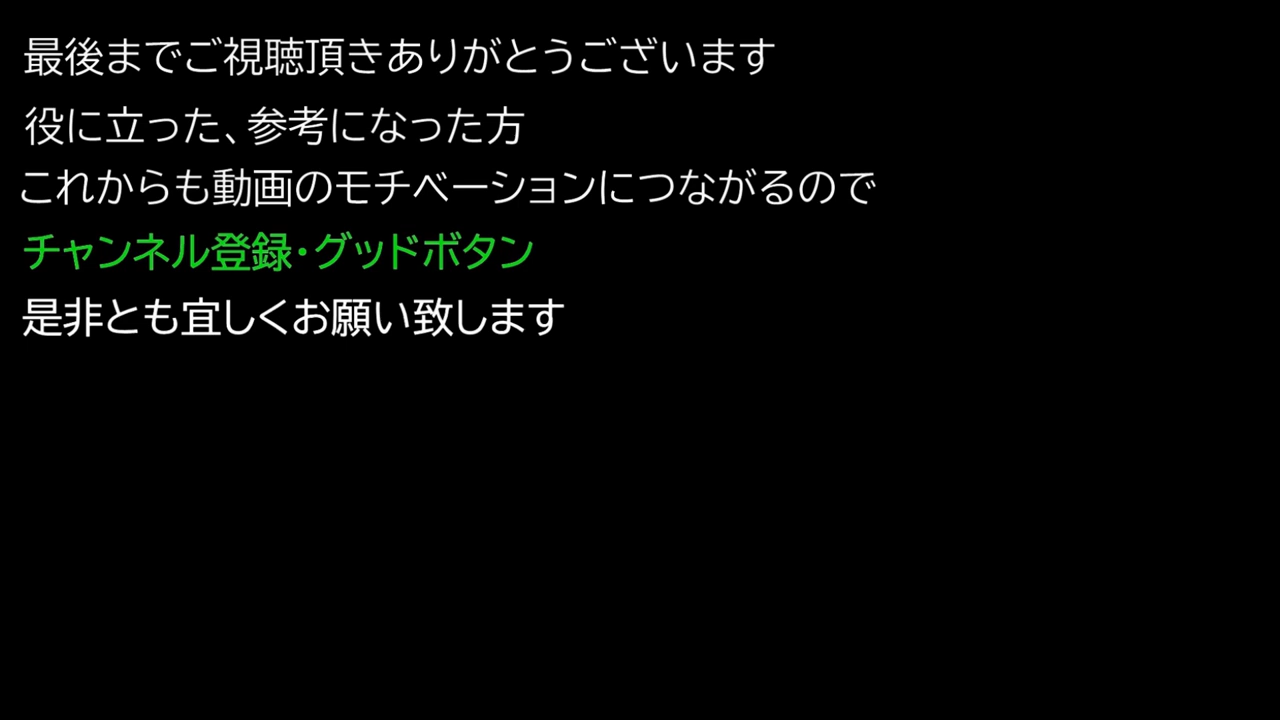 最後までご視聴頂きありがとうございます
役に立った、参考になった方
これからも動画のモチベーションにつながるので
チャンネル登録・グッドボタン
是非とも宜しくお願い致します